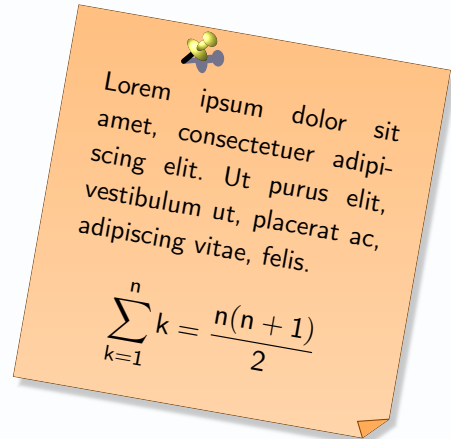 Lorem ipsum dolor sit
amet, consectetuer adipi-
scing elit. Ut purus elit,
vestibulum ut, placerat ac,
adipiscing vitae, felis.
n
∑ k = n(n + 1)
k=1 2